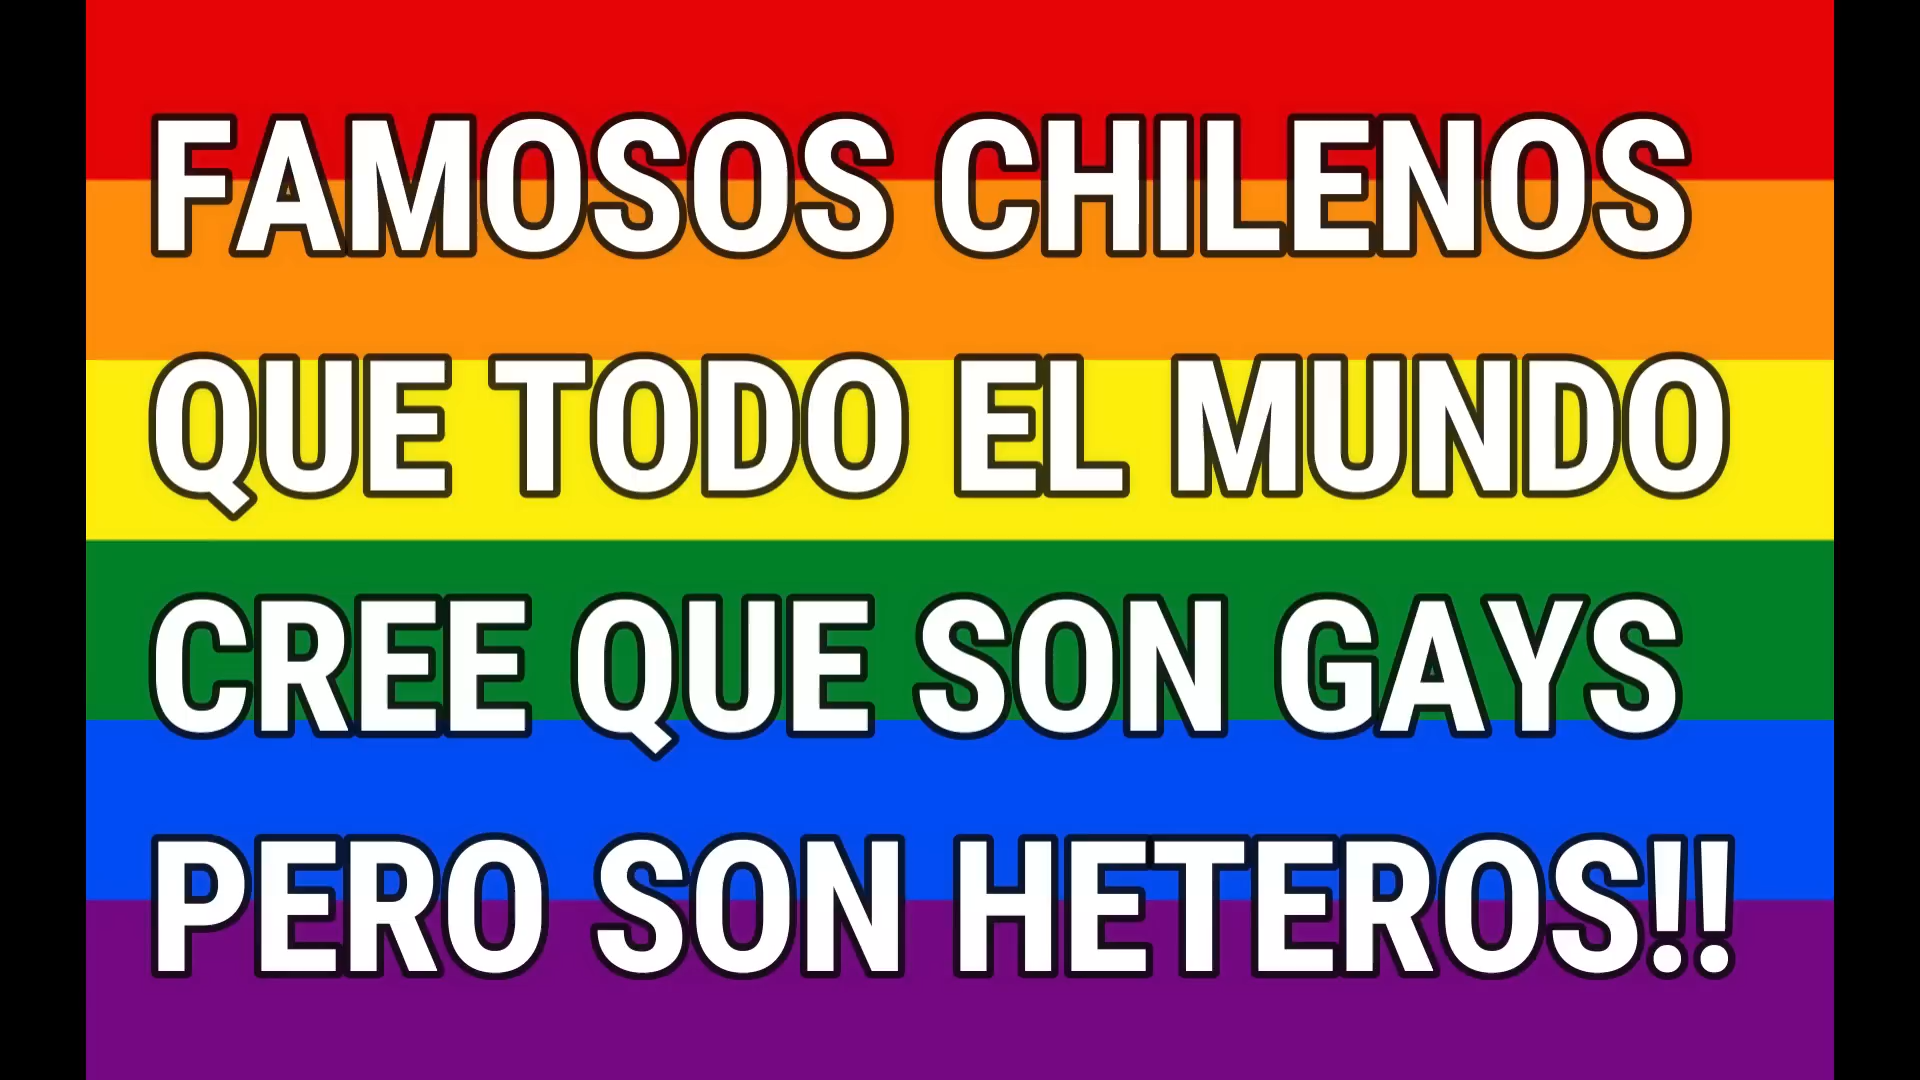 FAMOSOS CHILENOS
QUE TODO EL MUNDO
CREE QUE SON GAYS
PERO SON HETEROS!!